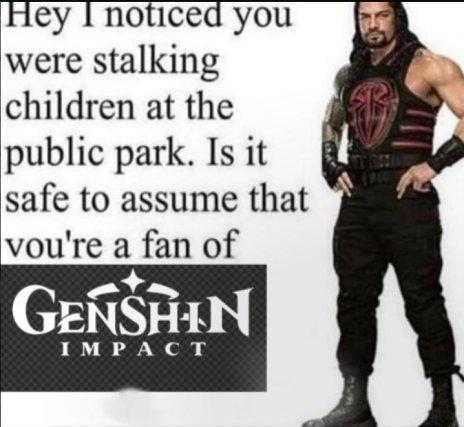 Hey I noticed you
were stalking
children at the
public park. Is it
safe to assume that
you're a fan of
GENSHIN
IMPACT